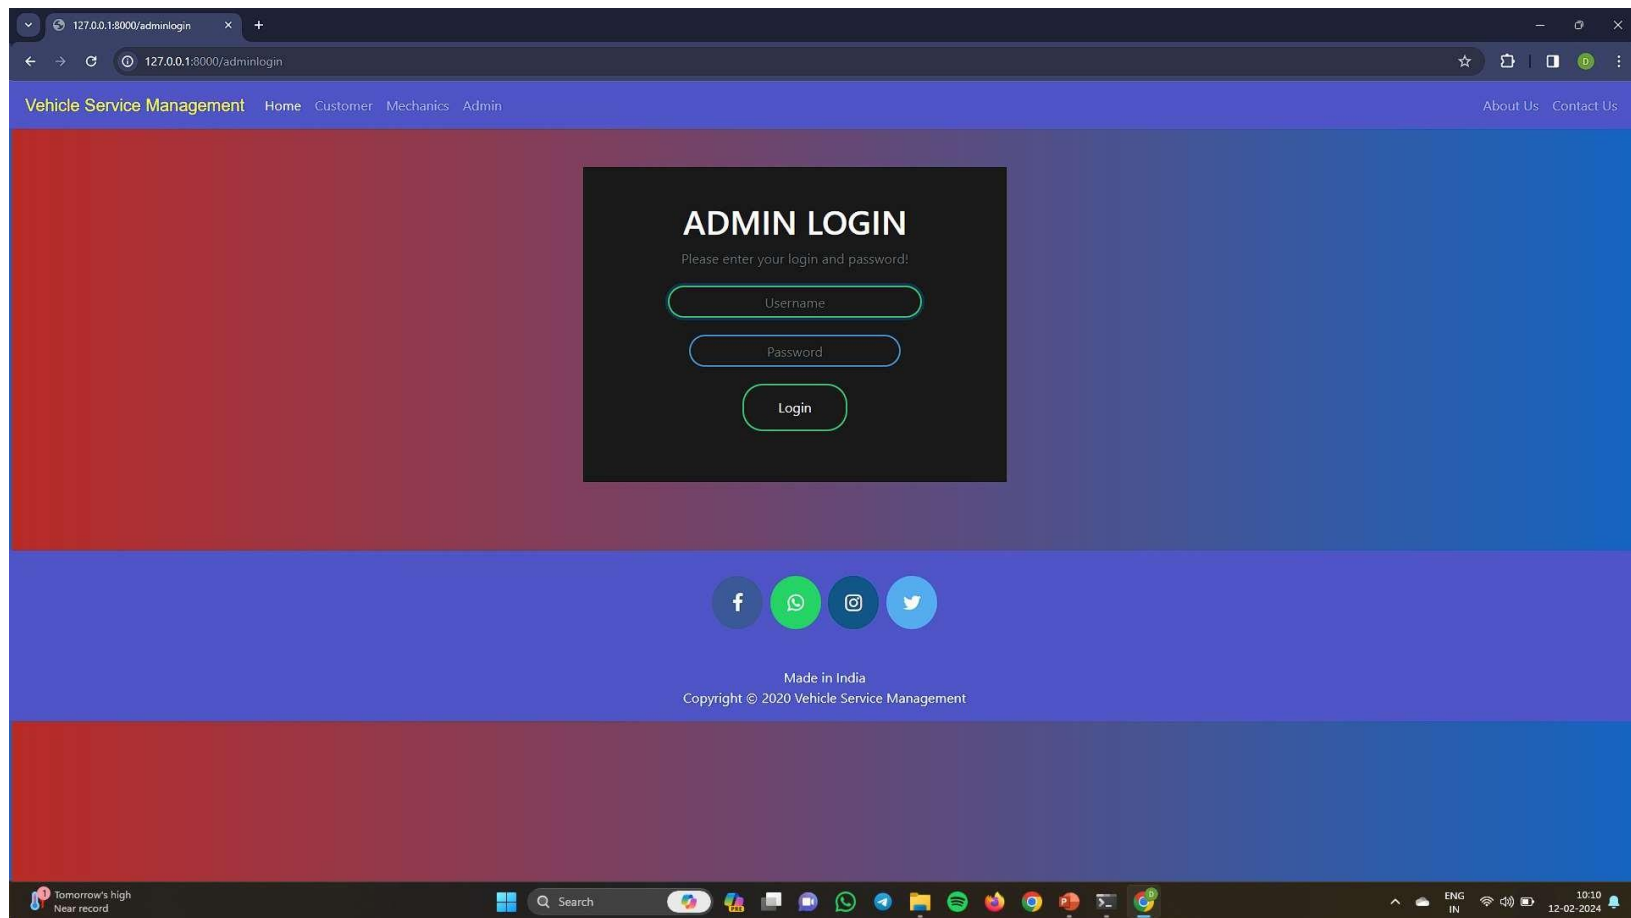 127.0.0.1:8000/adminlogin
127.0.0.1:8000/adminlogin
D
Vehicle Service Management Home Customer Mechanics Admin About Us Contact Us
ADMIN LOGIN
Please enter your login and password!
Username
Password
Login
Made in India
Copyright © 2020 Vehicle Service Management
1 Tomorrow's high
Near record
Search
PRE
D
ENG
IN
10:10
12-02-2024